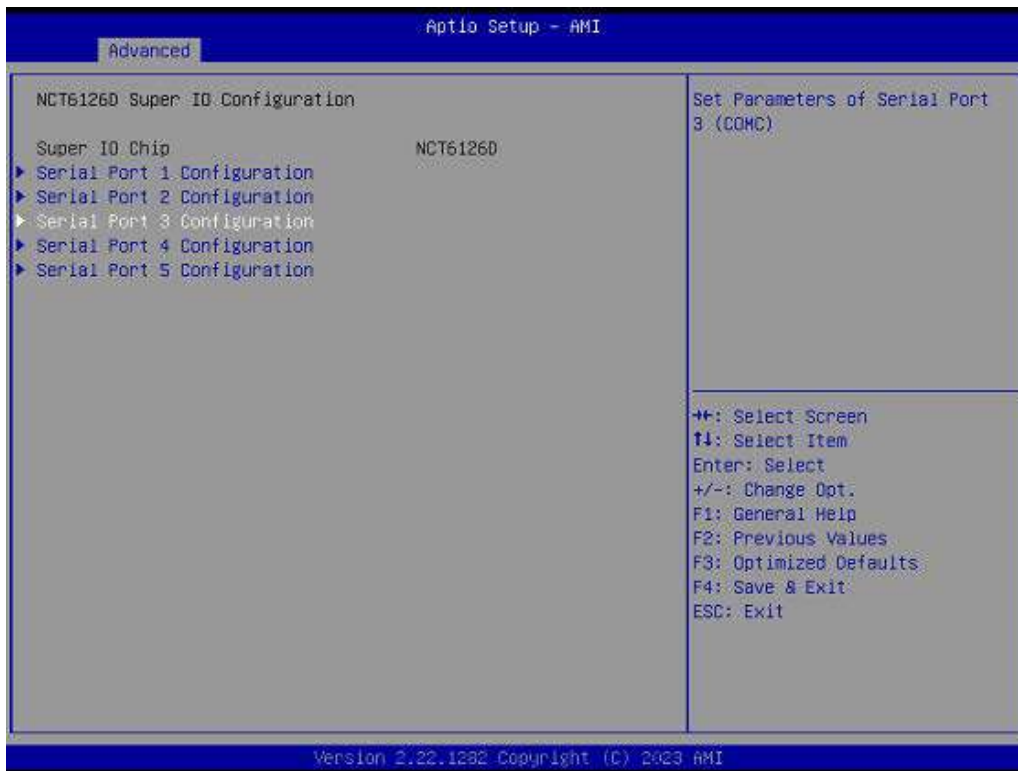 Aptio Setup - AMI
Advanced
NCT6126D Super IO Configuration
Super IO Chip NCT6126D
Serial Port 1 Configuration
Serial Port 2 Configuration
Serial Port 3 Configuration
Serial Port 4 Configuration
Serial Port 5 Configuration
Set Parameters of Serial Port
3 (COMC)
→←: Select Screen
↑↓: Select Item
Enter: Select
+/-: Change Opt.
F1: General Help
F2: Previous Values
F3: Optimized Defaults
F4: Save & Exit
ESC: Exit
Version 2.22.1282 Copyright (C) 2023 AMI